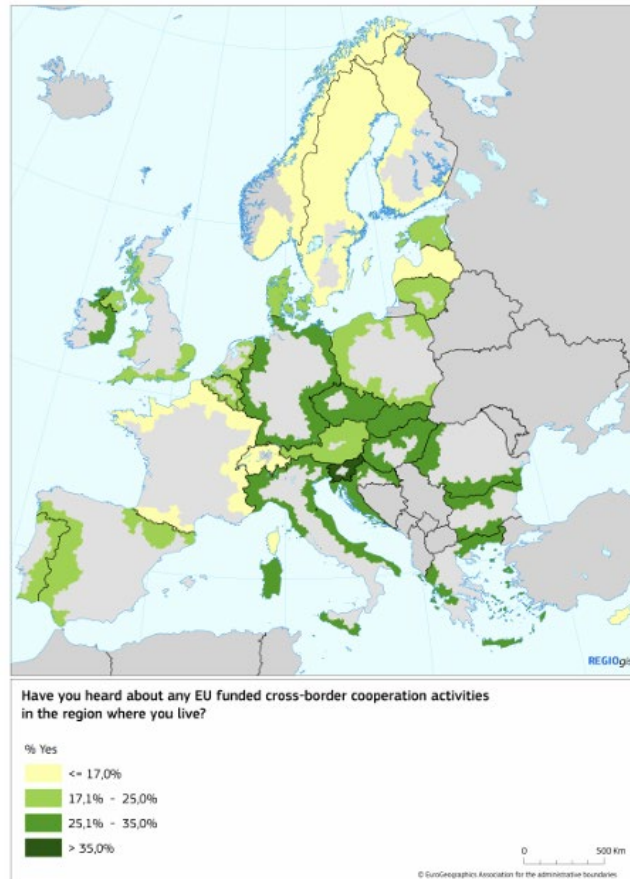 REGIOgis
Have you heard about any EU funded cross-border cooperation activities
in the region where you live?
% Yes
<= 17,0%
17,1% - 25,0%
25,1% - 35,0%
> 35,0%
0 500 Km
© EuroGeographics Association for the administrative boundaries